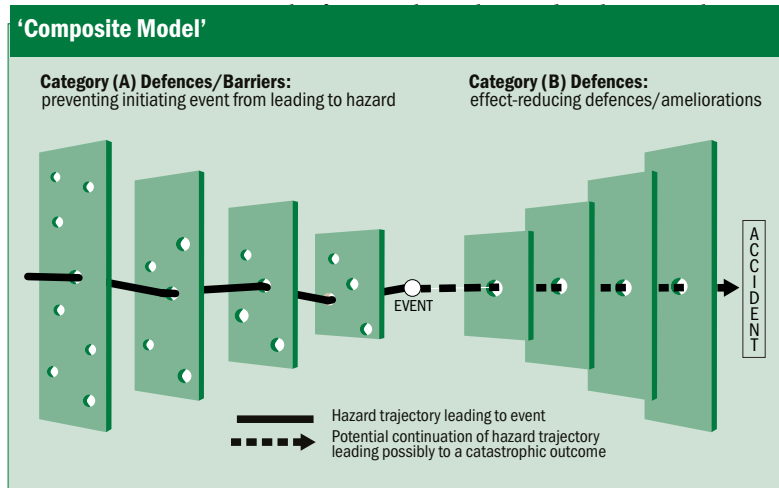 'Composite Model'
Category (A) Defences/Barriers:
preventing initiating event from leading to hazard
Category (B) Defences:
effect-reducing defences/ameliorations
EVENT
ACCIDENT
Hazard trajectory leading to event
Potential continuation of hazard trajectory
leading possibly to a catastrophic outcome